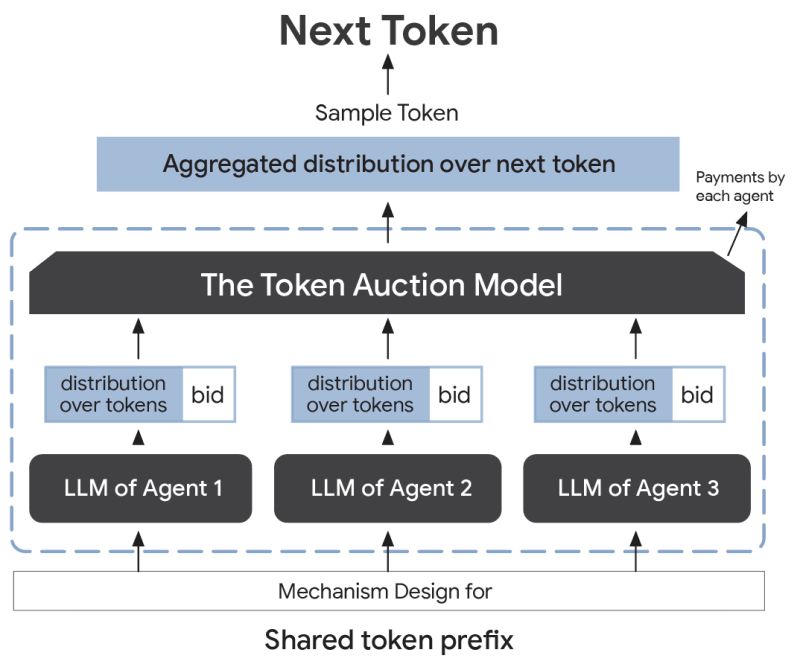 Next Token
Sample Token
Aggregated distribution over next token
Payments by
each agent
The Token Auction Model
distribution
over tokens
bid
distribution
over tokens
bid
distribution
over tokens
bid
LLM of Agent 1
LLM of Agent 2
LLM of Agent 3
Mechanism Design for
Shared token prefix